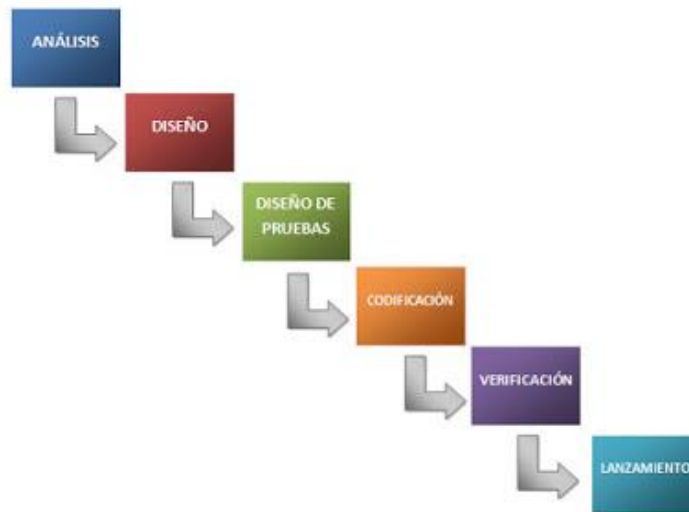 ANÁLISIS
DISEÑO
DISEÑO DE
PRUEBAS
CODIFICACIÓN
VERIFICACIÓN
LANZAMIENTO